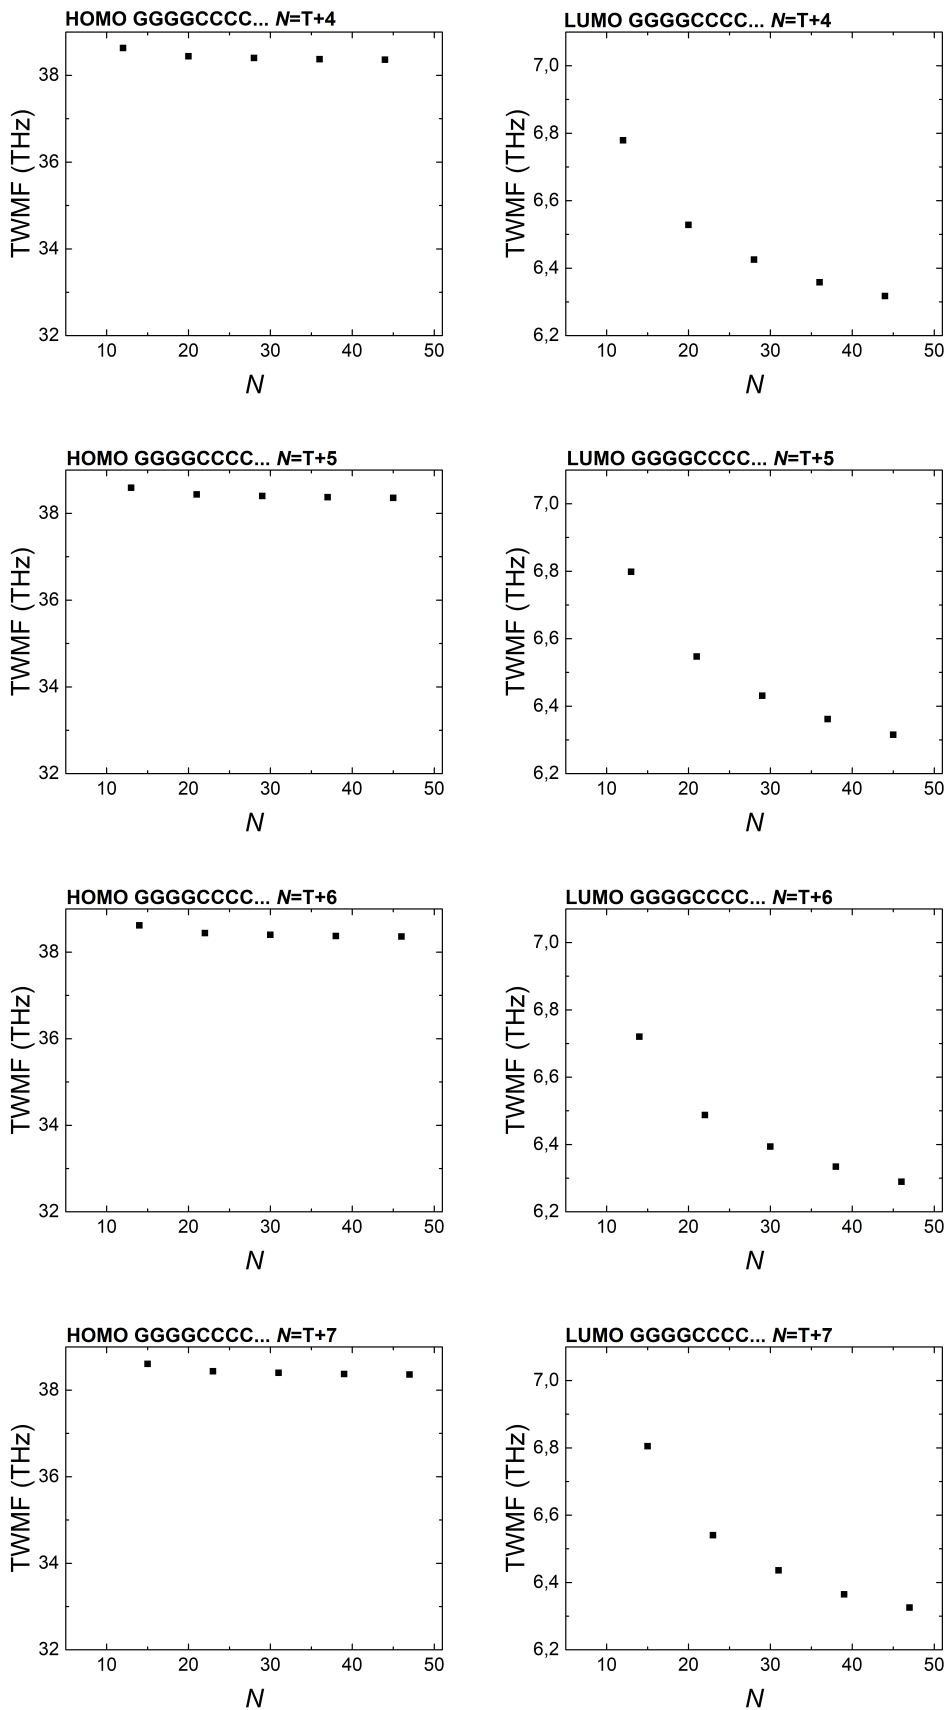 HOMO GGGGCCCC... N=T+4
TWMF (THz)
38
36
34
32
10 20 30 40 50
N
LUMO GGGGCCCC... N=T+4
TWMF (THz)
7,0
6,8
6,6
6,4
6,2
10 20 30 40 50
N
HOMO GGGGCCCC... N=T+5
TWMF (THz)
38
36
34
32
10 20 30 40 50
N
LUMO GGGGCCCC... N=T+5
TWMF (THz)
7,0
6,8
6,6
6,4
6,2
10 20 30 40 50
N
HOMO GGGGCCCC... N=T+6
TWMF (THz)
38
36
34
32
10 20 30 40 50
N
LUMO GGGGCCCC... N=T+6
TWMF (THz)
7,0
6,8
6,6
6,4
6,2
10 20 30 40 50
N
HOMO GGGGCCCC... N=T+7
TWMF (THz)
38
36
34
32
10 20 30 40 50
N
LUMO GGGGCCCC... N=T+7
TWMF (THz)
7,0
6,8
6,6
6,4
6,2
10 20 30 40 50
N